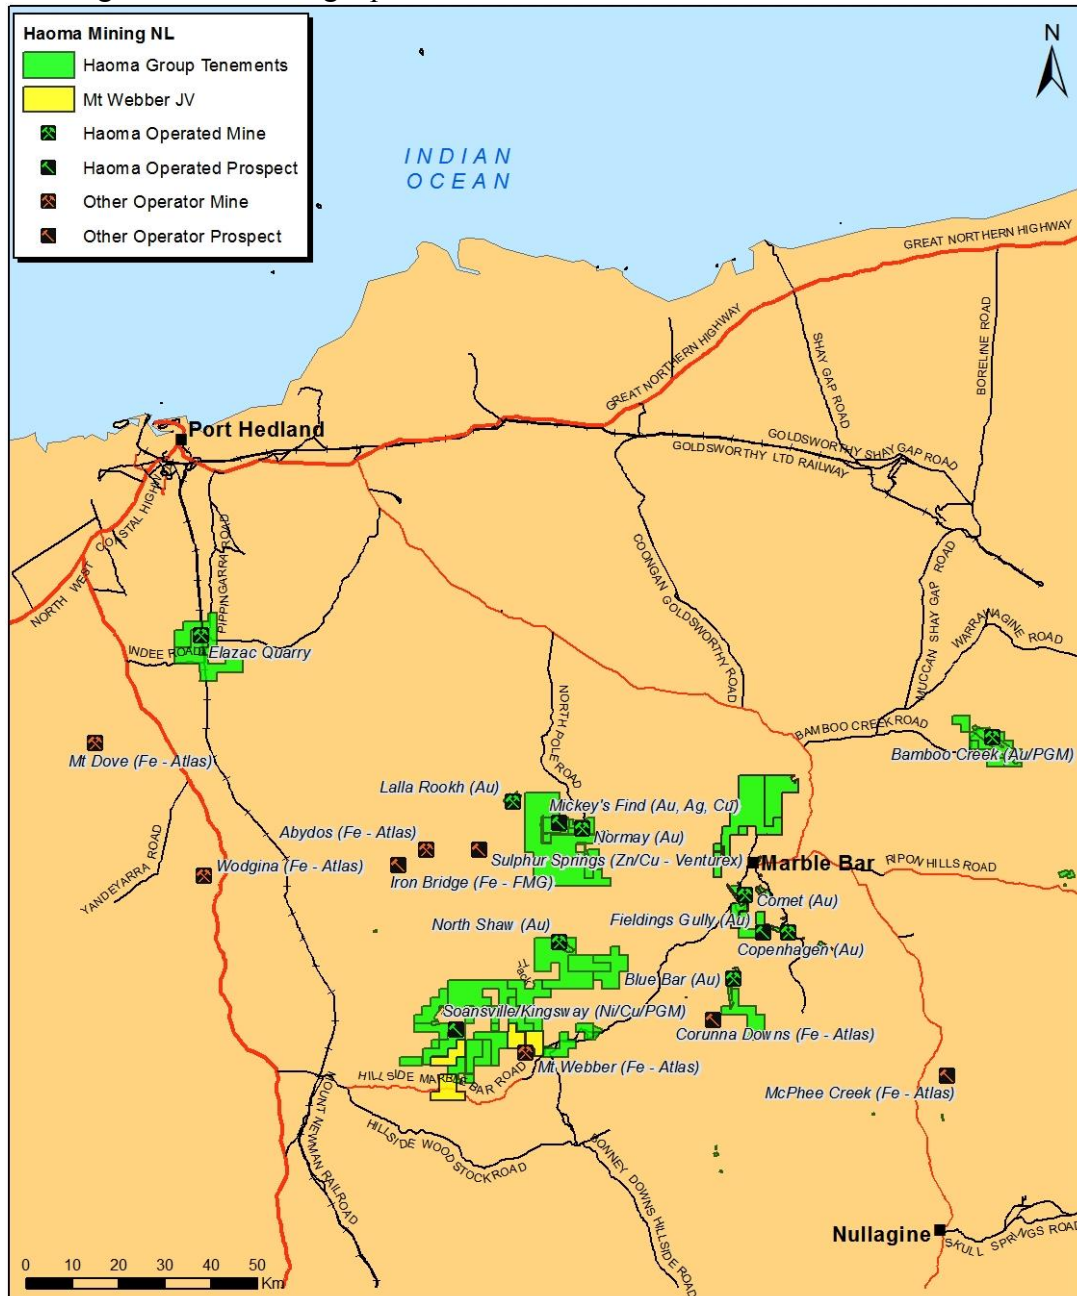 Haoma Mining NL
Haoma Group Tenements
Mt Webber JV
Haoma Operated Mine
Haoma Operated Prospect
Other Operator Mine
Other Operator Prospect
N
INDIAN
OCEAN
GREAT NORTHERN HIGHWAY
GREAT NORTHERN HIGHWAY
SHAY GAP ROAD
BORELINE ROAD
Port Hedland
GOLDSWORTHY SHAY GAP ROAD
GOLDSWORTHY LTD RAILWAY
NORTH WEST COASTAL HIGHW
PIPPINGARRA ROAD
COONGAN GOLDSWORTHY ROAD
MUCCAN SHAY GAP ROAD
WARRAWAGINE ROAD
INDEE ROAD
Elazac Quarry
NORTH POLE ROAD
BAMBOO CREEK ROAD
Bamboo Creek (Au/PGM)
Mt Dove (Fe - Atlas)
Lalla Rookh (Au)
Mickey's Find (Au, Ag, Cu)
Abydos (Fe - Atlas)
Normay (Au)
YANDEYARRA ROAD
Wodgina (Fe - Atlas)
Sulphur Springs (Zn/Cu - Venturex)
Marble Bar
RIPON HILLS ROAD
Iron Bridge (Fe - FMG)
Comet (Au)
North Shaw (Au)
Fieldings Gully (Au)
Copenhagen (Au)
Blue Bar (Au)
Soansville/Kingsway (Ni/Cu/PGM)
Corunna Downs (Fe - Atlas)
Mt Webber (Fe - Atlas)
HILLSIDE MARBLE BAR ROAD
McPhee Creek (Fe - Atlas)
MOUNT NEWMAN RAILROAD
HILLSIDE WOODSTOCK ROAD
BONNEY DOWNS HILLSIDE ROAD
Nullagine
SKULL SPRINGS ROAD
0 10 20 30 40 50
Km